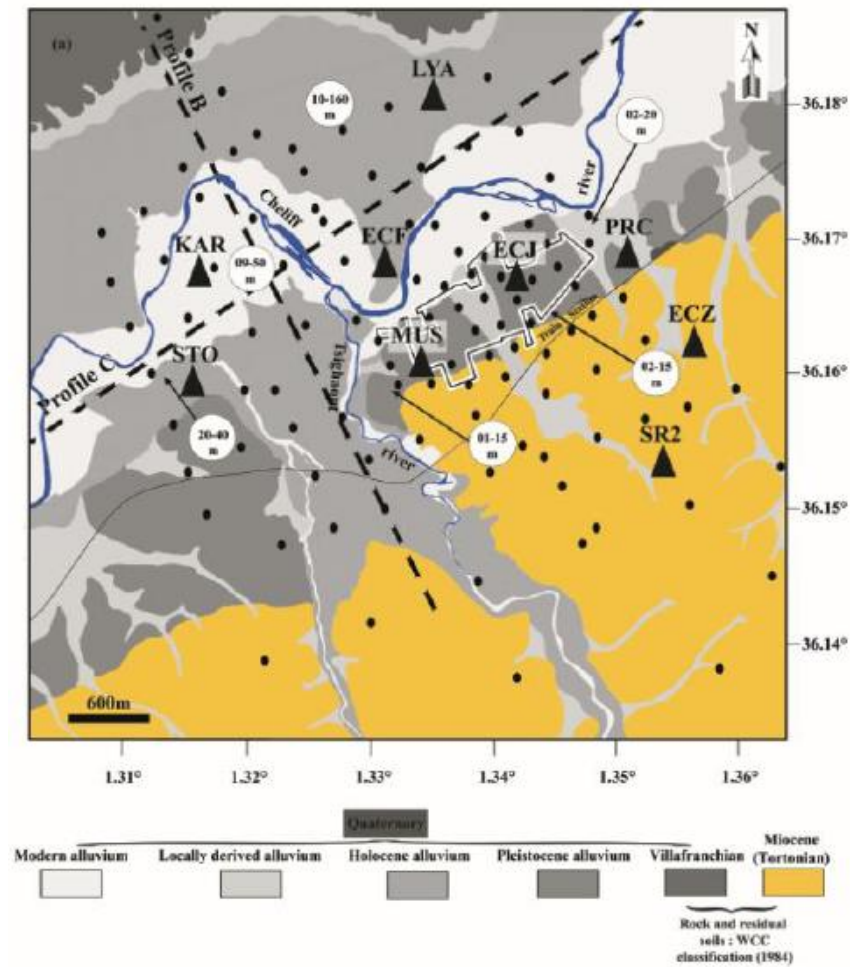 (a)
Profile B
N
LYA
10-160
m
36.18°
02-20
m
river
Cheliff
KAR
ECF
ECJ
PRC
36.17°
09-50
m
Train Station
ECZ
MUS
STO
Profile C
Tsighaout
02-15
m
36.16°
20-40
m
01-15
m
SR2
river
36.15°
36.14°
600m
1.31°
1.32°
1.33°
1.34°
1.35°
1.36°
Quaternary
Modern alluvium
Locally derived alluvium
Holocene alluvium
Pleistocene alluvium
Villafranchian
Miocene
(Tortonian)
Rock and residual
soils : WCC
classification (1984)